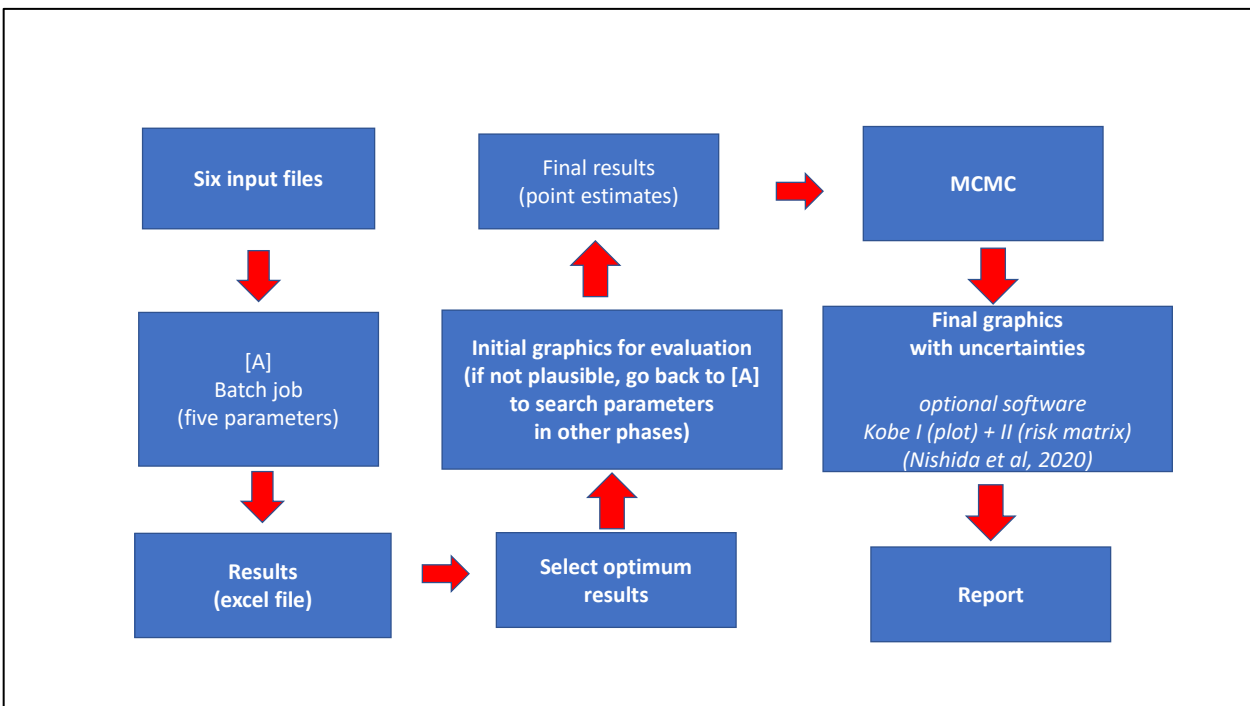 Six input files
[A]
Batch job
(five parameters)
Results
(excel file)
Select optimum
results
Initial graphics for evaluation
(if not plausible, go back to [A]
to search parameters
in other phases)
Final results
(point estimates)
MCMC
Final graphics
with uncertainties
optional software
Kobe I (plot) + II (risk matrix)
(Nishida et al, 2020)
Report